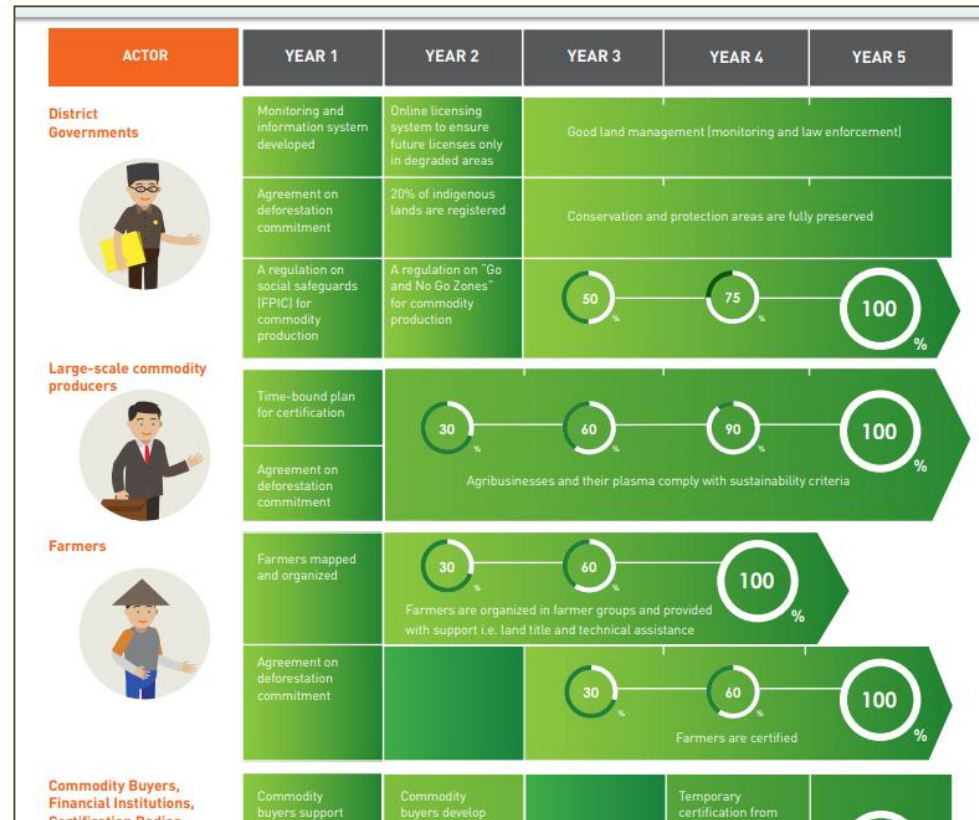 ACTOR
YEAR 1
YEAR 2
YEAR 3
YEAR 4
YEAR 5
District
Governments
Monitoring and
information system
developed
Online licensing
system to ensure
future licenses only
in degraded areas
Good land management (monitoring and law enforcement)
Agreement on
deforestation
commitment
20% of indigenous
lands are registered
Conservation and protection areas are fully preserved
A regulation on
social safeguards
(FPIC) for
commodity
production
A regulation on "Go
and No Go Zones"
for commodity
production
50 %
75 %
100 %
Large-scale commodity
producers
Time-bound plan
for certification
30 %
60 %
90 %
100 %
Agreement on
deforestation
commitment
Agribusinesses and their plasma comply with sustainability criteria
Farmers
Farmers mapped
and organized
30 %
60 %
100 %
Farmers are organized in farmer groups and provided
with support i.e. land title and technical assistance
Agreement on
deforestation
commitment
30 %
60 %
100 %
Farmers are certified
Commodity Buyers,
Financial Institutions,
Certification Bodies
Commodity
buyers support
Commodity
buyers develop
Temporary
certification from